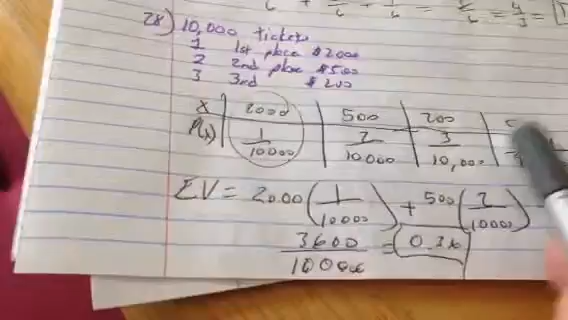 28) 10,000 tickets
1 1st place $2000
2 2nd place $500
3 3rd $200
X 2000 500 200
P(x) 1/10000 2/10000 3/10,000
EV = 2000(1/10000) + 500(2/10000)
3600/10000 = 0.36